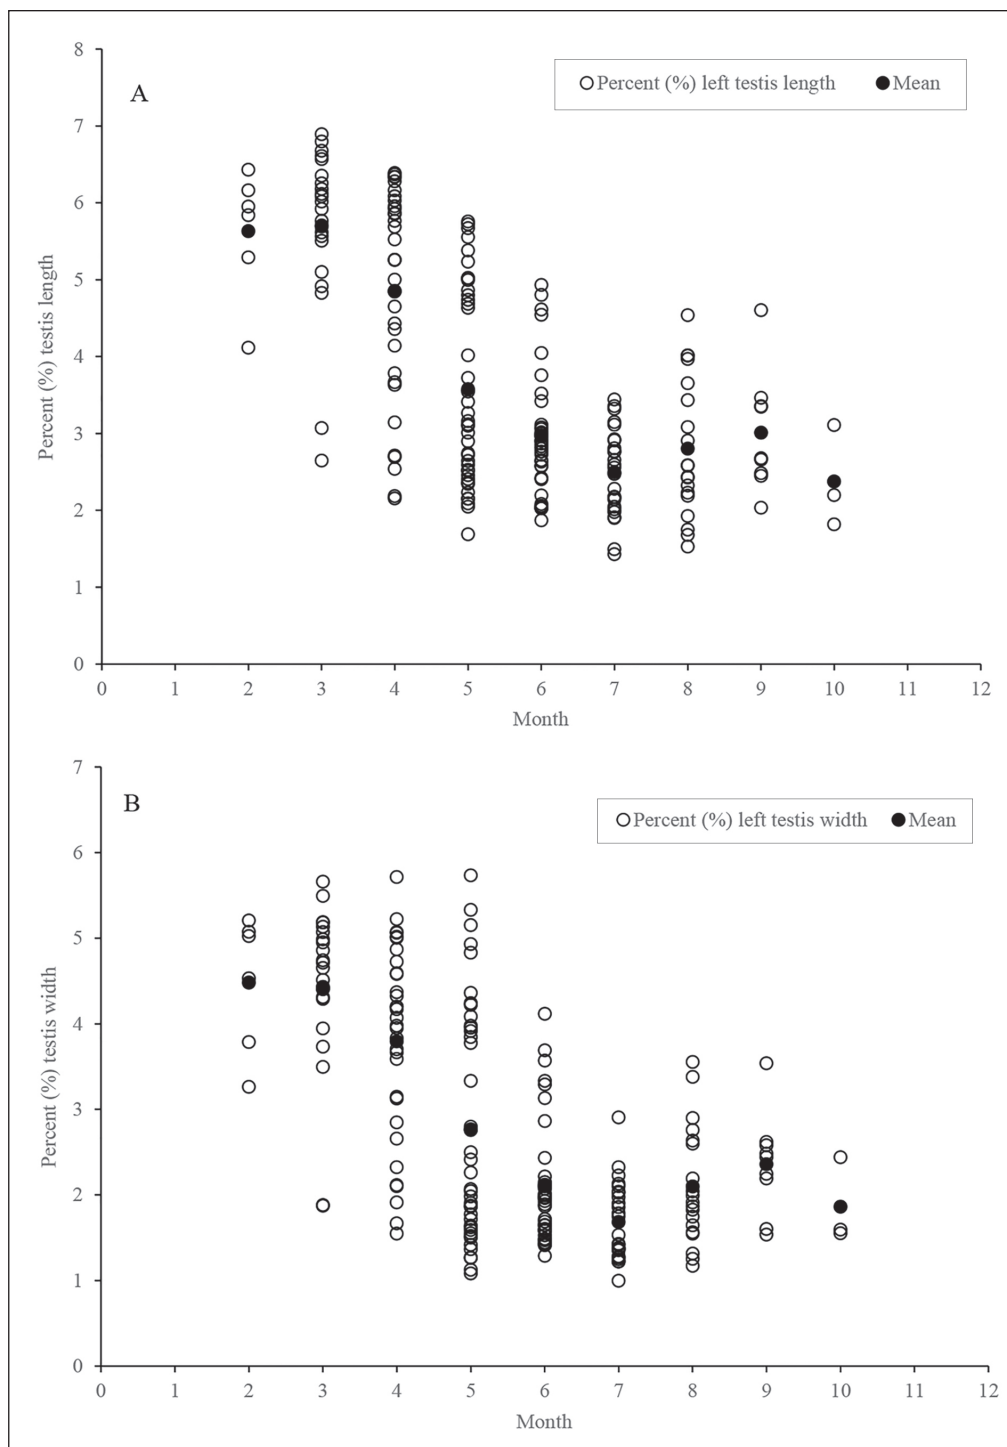 A
Percent (%) left testis length Mean
Percent (%) testis length
8
7
6
5
4
3
2
1
0
0 1 2 3 4 5 6 7 8 9 10 11 12
Month
B
Percent (%) left testis width Mean
Percent (%) testis width
7
6
5
4
3
2
1
0
0 1 2 3 4 5 6 7 8 9 10 11 12
Month